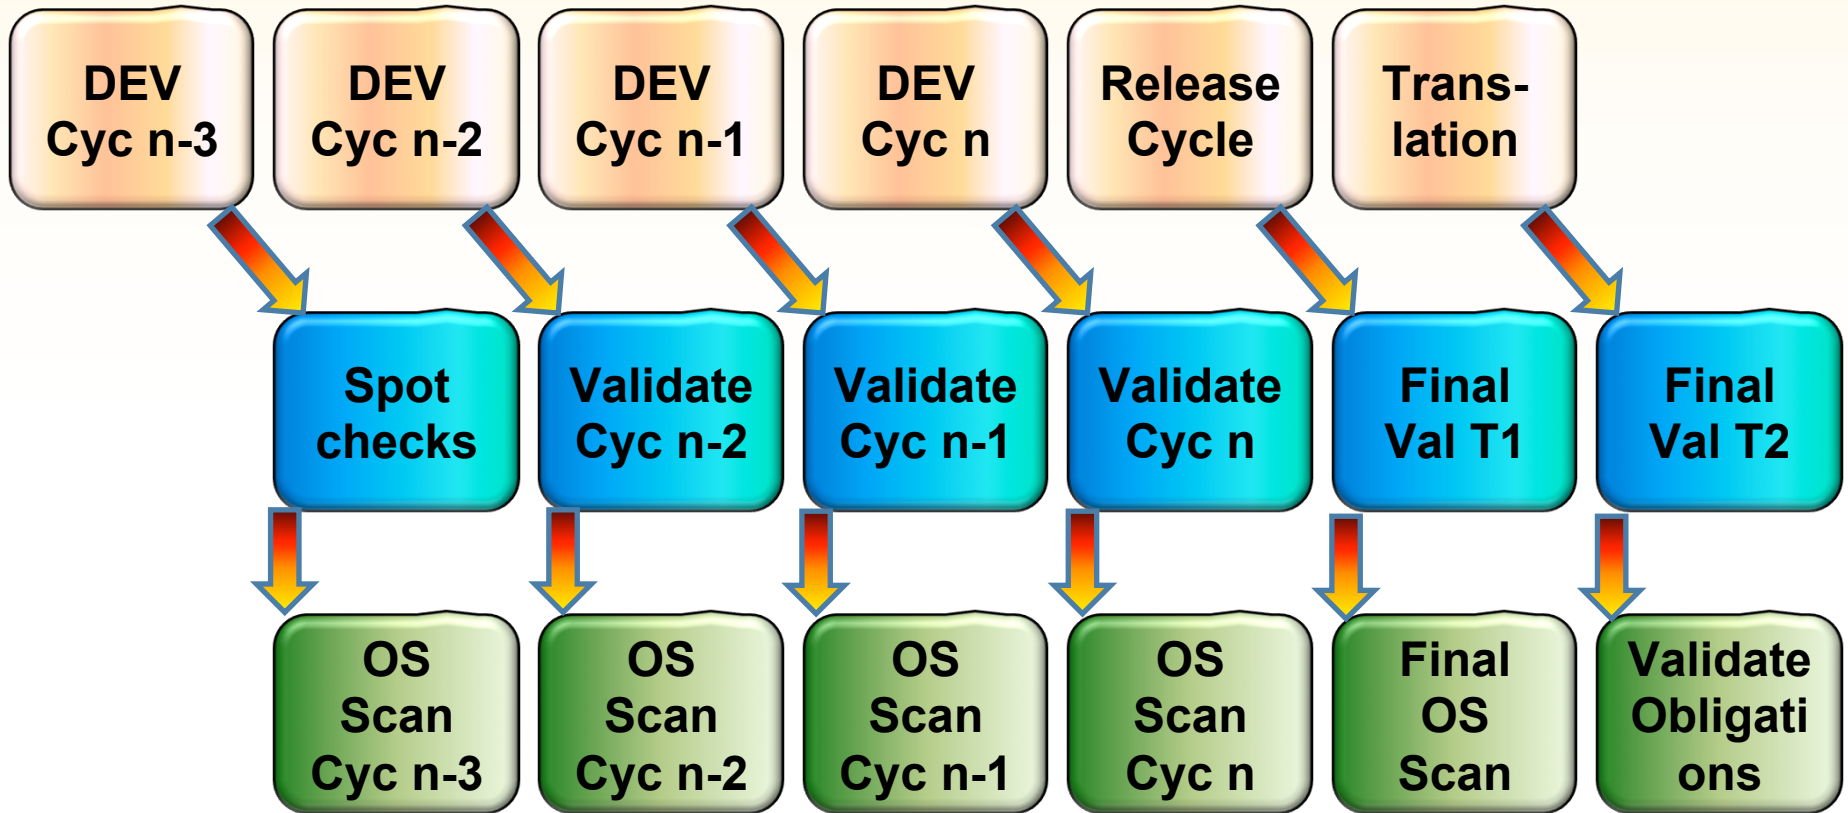 DEV
Cyc n-3
DEV
Cyc n-2
DEV
Cyc n-1
DEV
Cyc n
Release
Cycle
Trans-
lation
Spot
checks
Validate
Cyc n-2
Validate
Cyc n-1
Validate
Cyc n
Final
Val T1
Final
Val T2
OS
Scan
Cyc n-3
OS
Scan
Cyc n-2
OS
Scan
Cyc n-1
OS
Scan
Cyc n
Final
OS
Scan
Validate
Obligati
ons